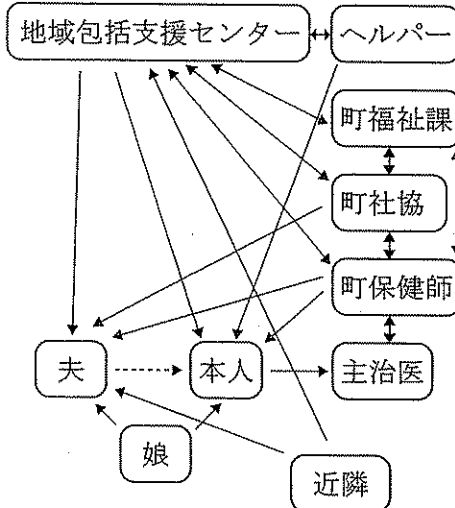 地域包括支援センター
ヘルパー
町福祉課
町社協
町保健師
夫
本人
主治医
娘
近隣